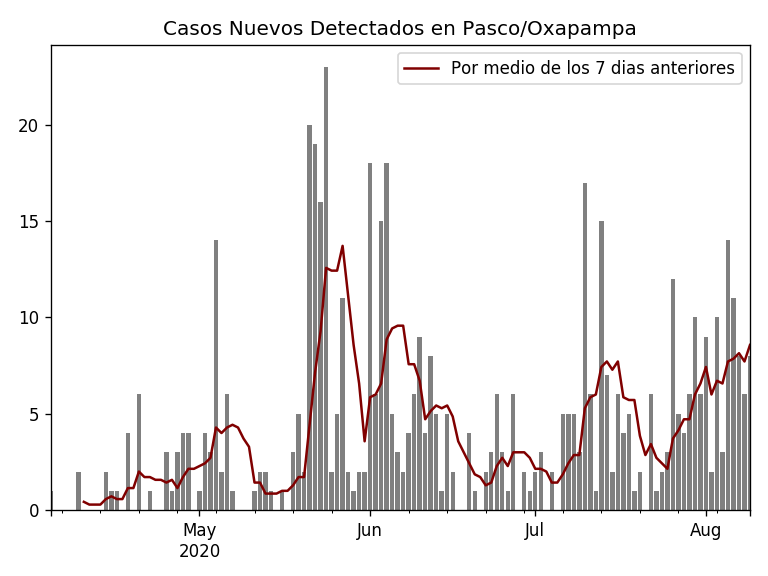 Casos Nuevos Detectados en Pasco/Oxapampa
Por medio de los 7 dias anteriores
20
15
10
5
0
May
2020
Jun
Jul
Aug